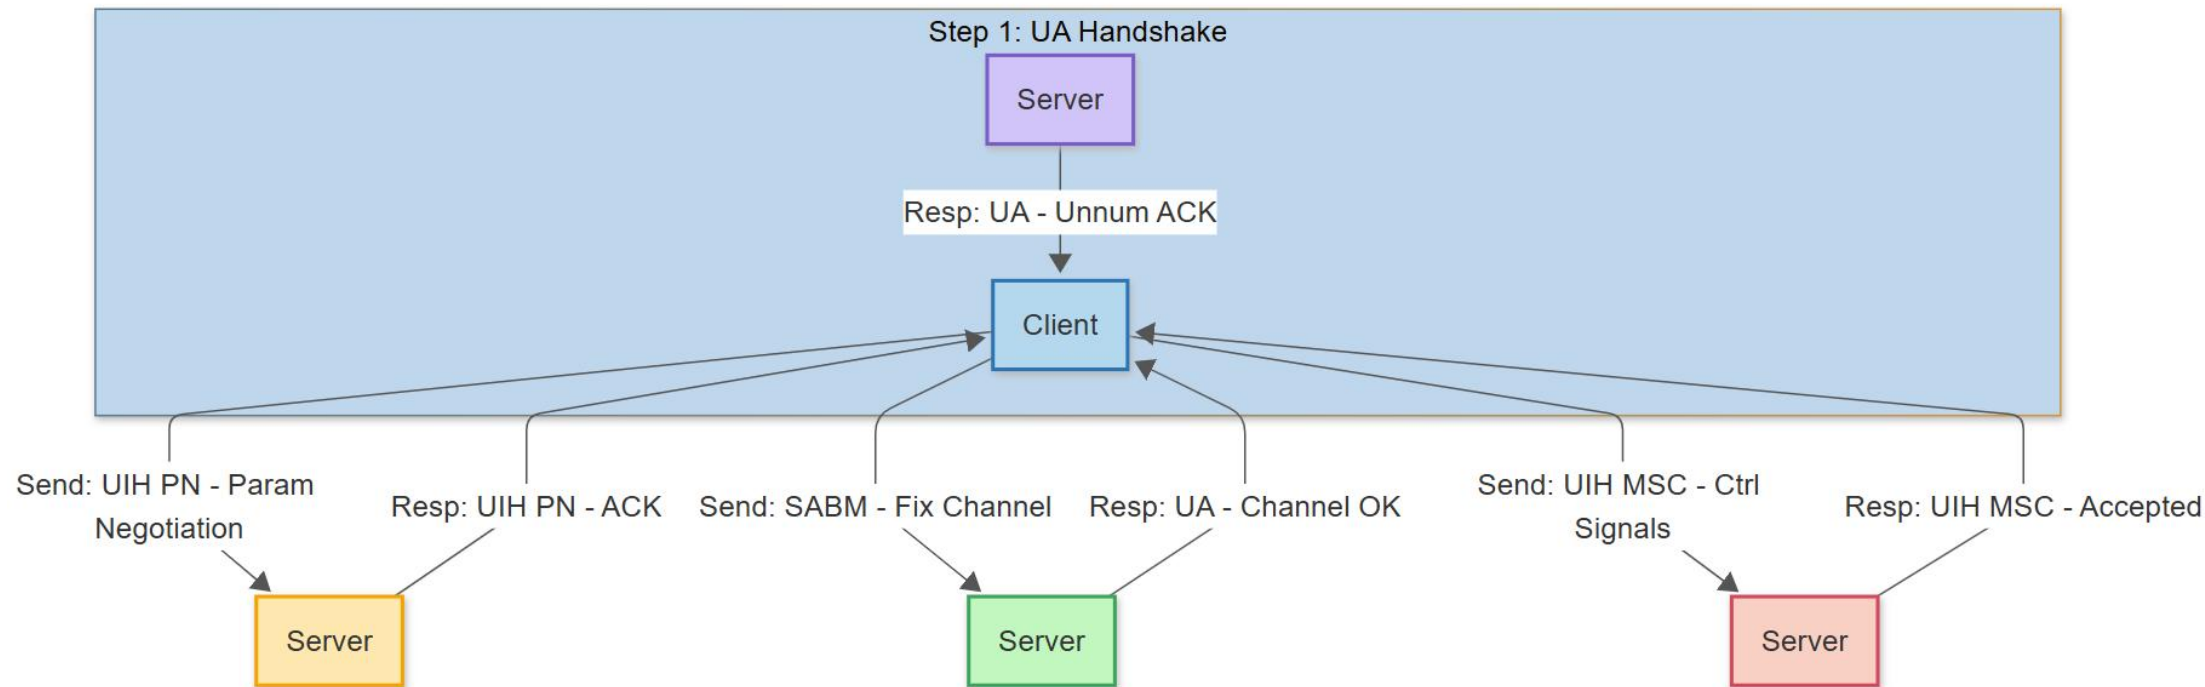 Step 1: UA Handshake
Server
Resp: UA - Unnum ACK
Client
Send: UIH PN - Param
Negotiation
Resp: UIH PN - ACK
Send: SABM - Fix Channel
Resp: UA - Channel OK
Send: UIH MSC - Ctrl
Signals
Resp: UIH MSC - Accepted
Server
Server
Server